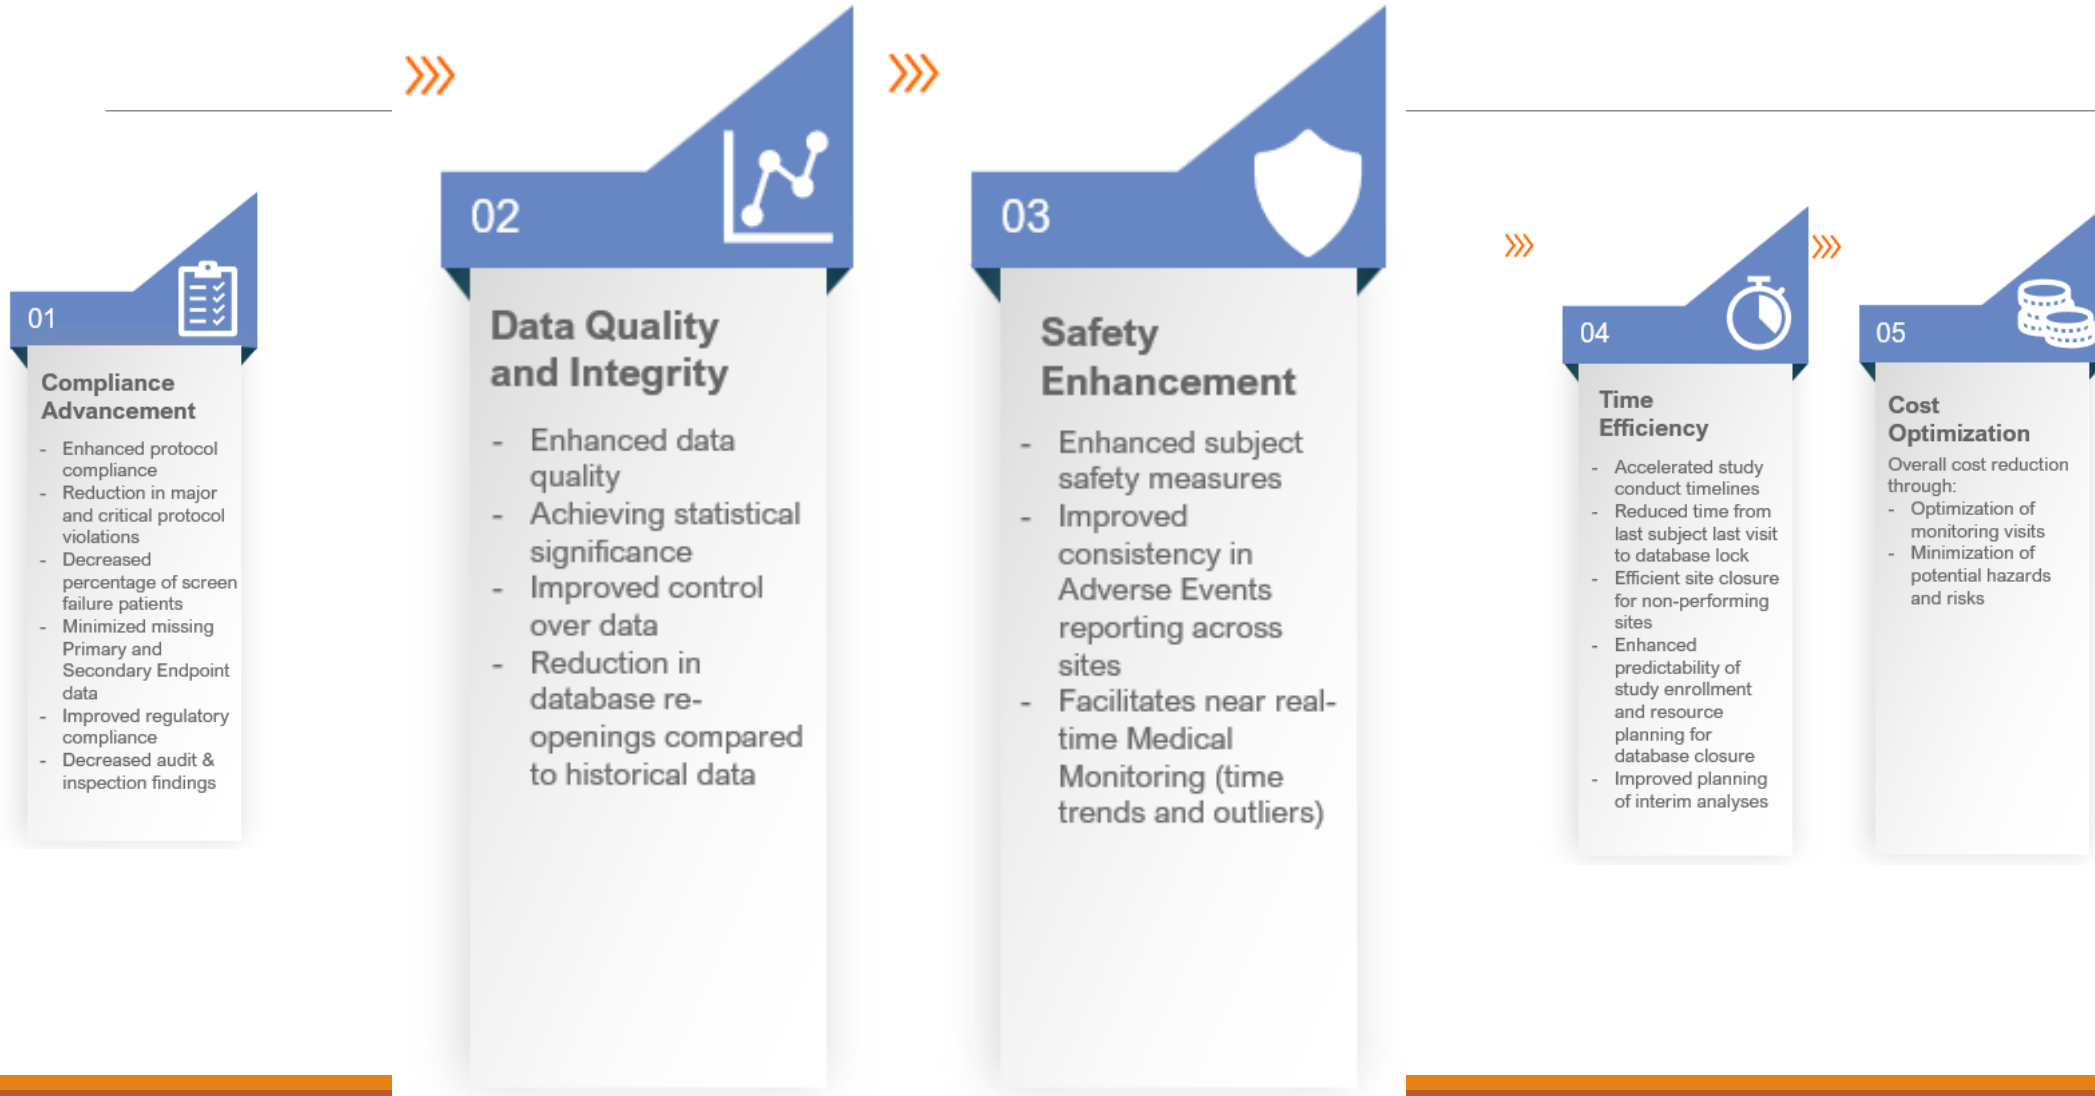 01
Compliance
Advancement
- Enhanced protocol
compliance
- Reduction in major
and critical protocol
violations
- Decreased
percentage of screen
failure patients
- Minimized missing
Primary and
Secondary Endpoint
data
- Improved regulatory
compliance
- Decreased audit &
inspection findings
02
Data Quality
and Integrity
- Enhanced data
quality
- Achieving statistical
significance
- Improved control
over data
- Reduction in
database re-
openings compared
to historical data
03
Safety
Enhancement
- Enhanced subject
safety measures
- Improved
consistency in
Adverse Events
reporting across
sites
- Facilitates near real-
time Medical
Monitoring (time
trends and outliers)
04
Time
Efficiency
- Accelerated study
conduct timelines
- Reduced time from
last subject last visit
to database lock
- Efficient site closure
for non-performing
sites
- Enhanced
predictability of
study enrollment
and resource
planning for
database closure
- Improved planning
of interim analyses
05
Cost
Optimization
Overall cost reduction
through:
- Optimization of
monitoring visits
- Minimization of
potential hazards
and risks